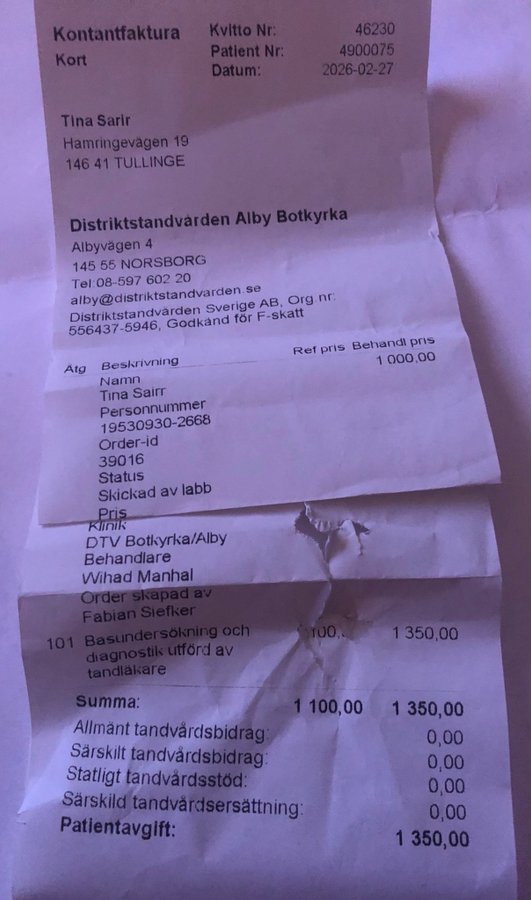 Kontantfaktura
Kort
Kvitto Nr: 46230
Patient Nr: 4900075
Datum: 2026-02-27
Tina Sarir
Hamringevägen 19
146 41 TULLINGE
Distriktstandvården Alby Botkyrka
Albyvägen 4
145 55 NORSBORG
Tel:08-597 602 20
alby@distriktstandvarden.se
Distriktstandvården Sverige AB, Org nr:
556437-5946, Godkänd för F-skatt
Åtg Beskrivning Ref pris Behandl pris
Namn 1 000,00
Tina Sairr
Personnummer
19530930-2668
Order-id
39016
Status
Skickad av labb
Pris
Klinik
DTV Botkyrka/Alby
Behandlare
Wihad Manhal
Order skapad av
Fabian Siefker
101 Basundersökning och 1 350,00
diagnostik utförd av
tandläkare
Summa: 1 100,00 1 350,00
Allmänt tandvårdsbidrag: 0,00
Särskilt tandvårdsbidrag: 0,00
Statligt tandvårdsstöd: 0,00
Särskild tandvårdsersättning: 0,00
Patientavgift: 1 350,00